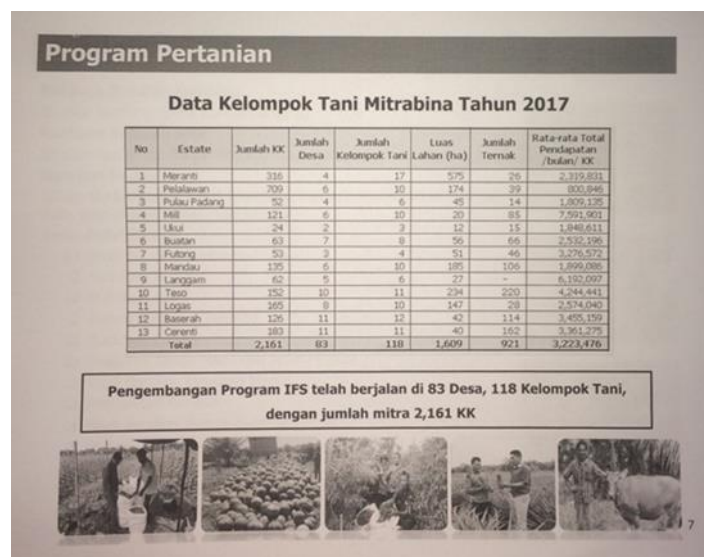 Program Pertanian
Data Kelompok Tani Mitrabina Tahun 2017
No Estate Jumlah KK Jumlah Desa Jumlah Kelompok Tani Luas Lahan (ha) Jumlah Ternak Rata-rata Total Pendapatan /bulan/ KK
1 Meranti 316 4 17 575 26 2,319,831
2 Pelalawan 709 6 10 174 39 800,846
3 Pulau Padang 52 4 6 45 14 1,809,135
4 Mill 121 6 10 20 85 7,591,901
5 Ukui 24 2 3 12 15 1,848,611
6 Buatan 63 7 8 56 66 2,532,196
7 Futong 53 3 4 51 46 3,276,572
8 Mandau 135 6 10 185 106 1,899,086
9 Langgam 62 5 6 27 - 6,192,097
10 Teso 152 10 11 234 220 4,244,441
11 Logas 165 8 10 147 28 2,574,040
12 Baserah 126 11 12 42 114 3,455,159
13 Cerenti 183 11 11 40 162 3,361,275
Total 2,161 83 118 1,609 921 3,223,476
Pengembangan Program IFS telah berjalan di 83 Desa, 118 Kelompok Tani,
dengan jumlah mitra 2,161 KK
7